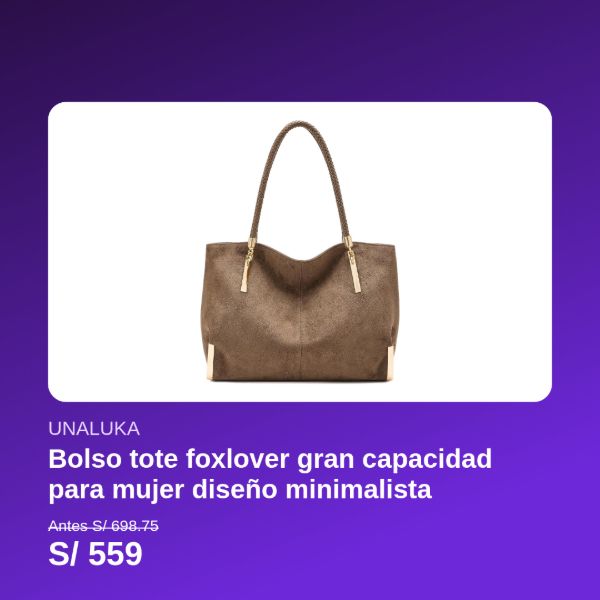 UNALUKA
Bolso tote foxlover gran capacidad
para mujer diseño minimalista
Antes S/ 698.75
S/ 559